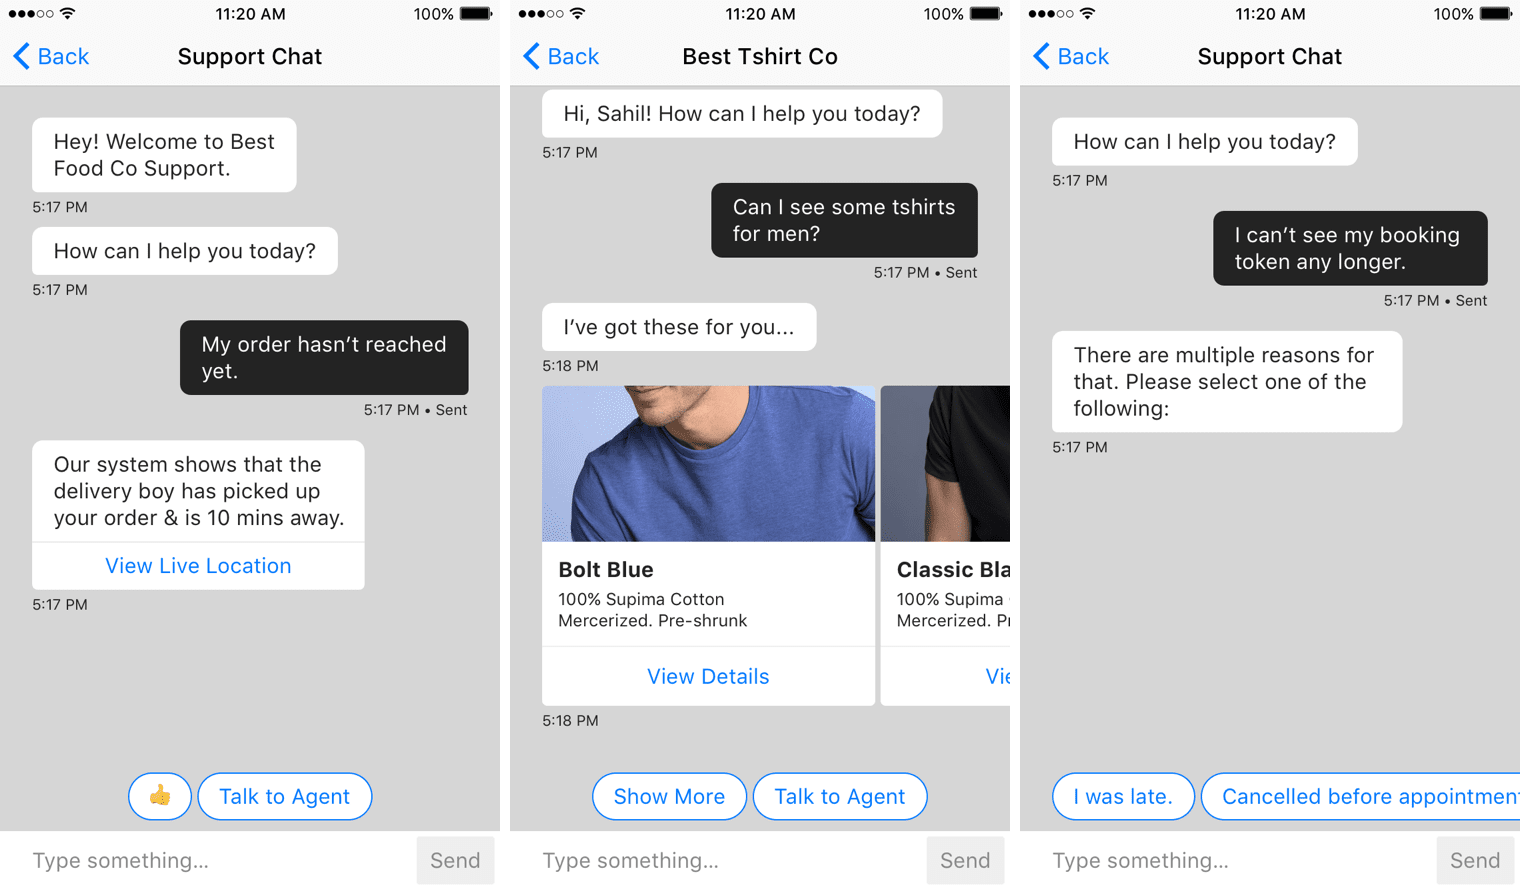 11:20 AM
100%
Back
Support Chat
Hey! Welcome to Best
Food Co Support.
5:17 PM
How can I help you today?
5:17 PM
My order hasn’t reached
yet.
5:17 PM • Sent
Our system shows that the
delivery boy has picked up
your order & is 10 mins away.
View Live Location
5:17 PM
👍
Talk to Agent
Type something...
Send
11:20 AM
100%
Back
Best Tshirt Co
Hi, Sahil! How can I help you today?
5:17 PM
Can I see some tshirts
for men?
5:17 PM • Sent
I’ve got these for you...
5:18 PM
Bolt Blue
100% Supima Cotton
Mercerized. Pre-shrunk
View Details
Classic Bla
100% Supima
Mercerized. Pr
Vie
5:18 PM
Show More
Talk to Agent
Type something...
Send
11:20 AM
100%
Back
Support Chat
How can I help you today?
5:17 PM
I can’t see my booking
token any longer.
5:17 PM • Sent
There are multiple reasons for
that. Please select one of the
following:
5:17 PM
I was late.
Cancelled before appointment
Type something...
Send